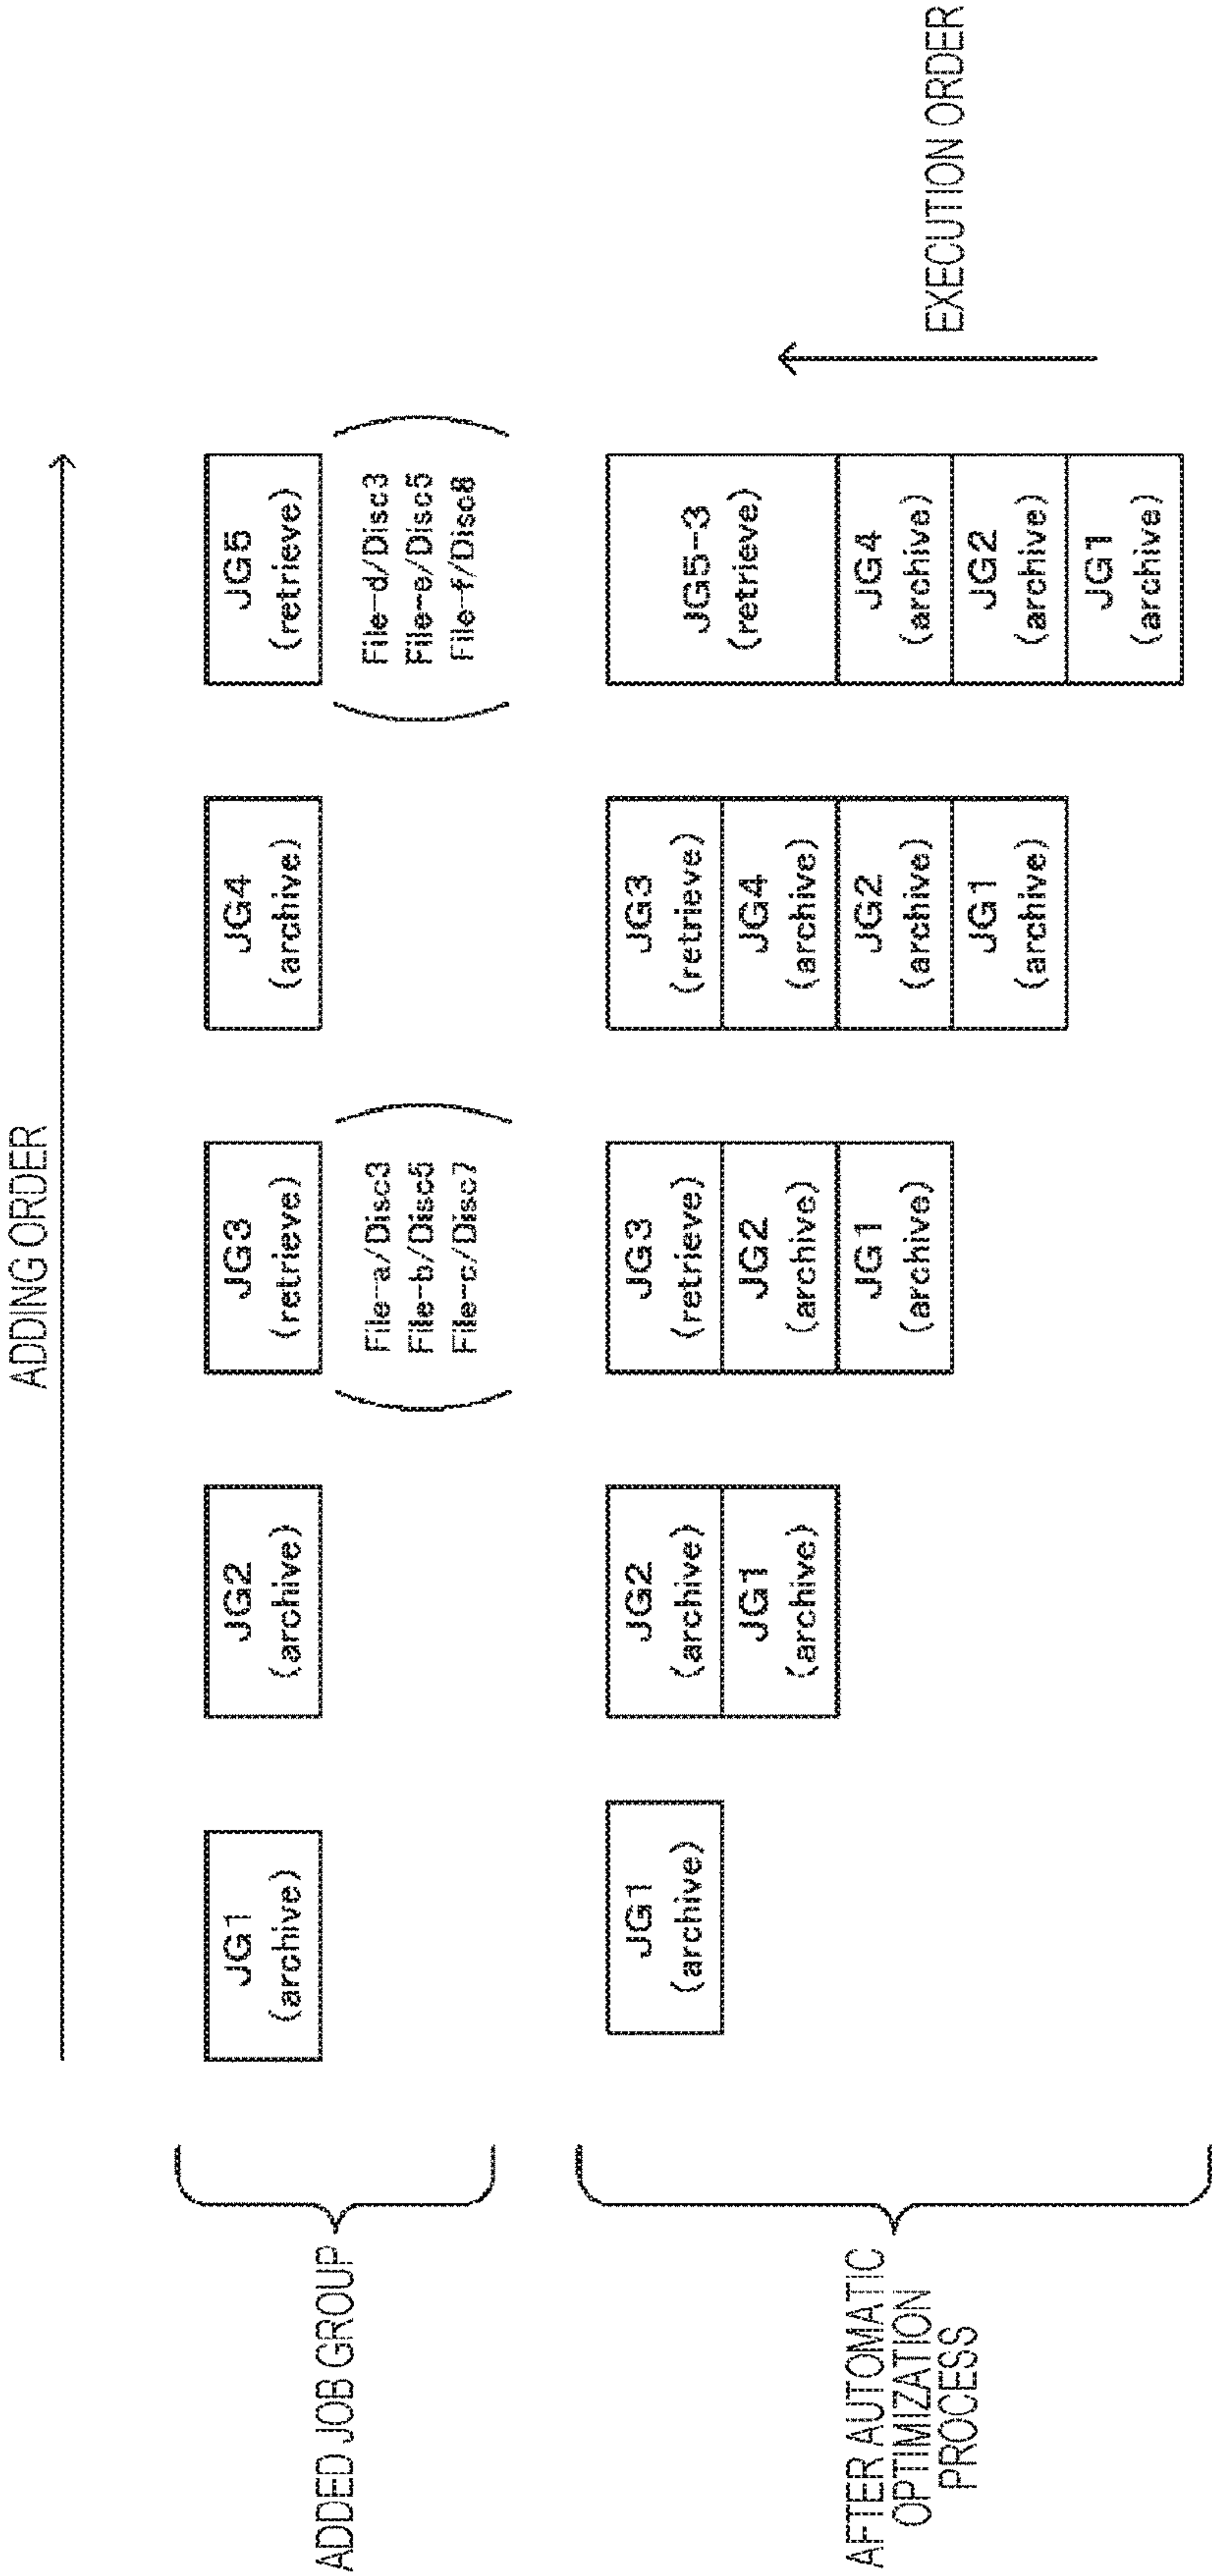 ADDING ORDER
ADDED JOB GROUP
JG1
(archive)
JG2
(archive)
JG3
(retrieve)
File-a/Disc3
File-b/Disc5
File-c/Disc7
JG4
(archive)
JG5
(retrieve)
File-d/Disc3
File-e/Disc5
File-f/Disc8
AFTER AUTOMATIC
OPTIMIZATION
PROCESS
JG1
(archive)
JG2
(archive)
JG1
(archive)
JG3
(retrieve)
JG2
(archive)
JG1
(archive)
JG3
(retrieve)
JG4
(archive)
JG2
(archive)
JG1
(archive)
JG5-3
(retrieve)
JG4
(archive)
JG2
(archive)
JG1
(archive)
EXECUTION ORDER